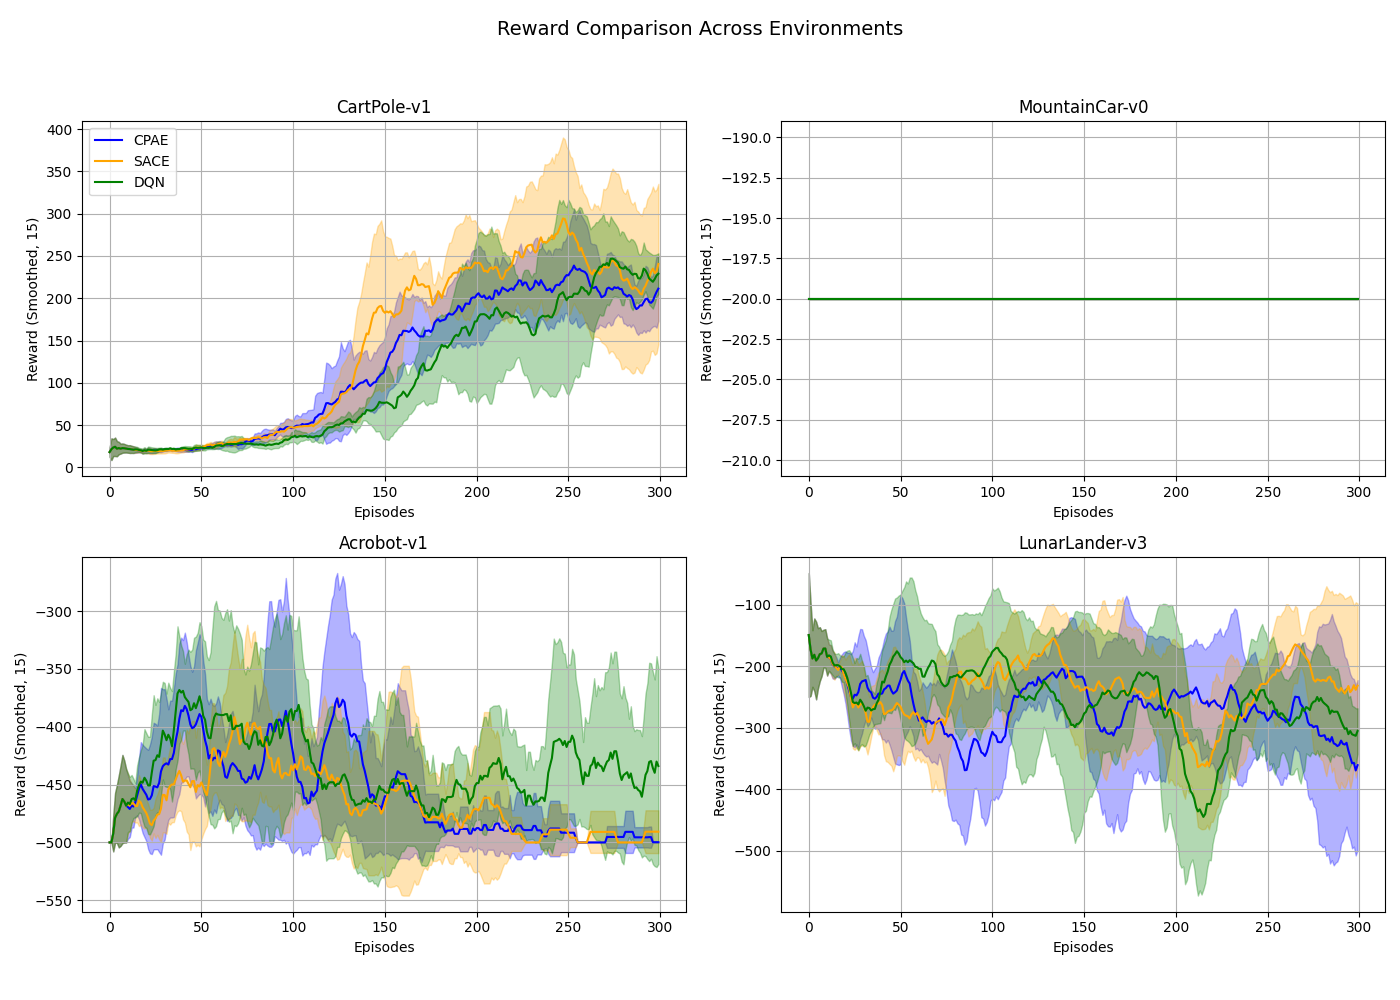 Reward Comparison Across Environments
CartPole-v1
400
350
300
250
200
150
100
50
0
Reward (Smoothed, 15)
CPAE
SACE
DQN
0 50 100 150 200 250 300
Episodes
MountainCar-v0
−190.0
−192.5
−195.0
−197.5
−200.0
−202.5
−205.0
−207.5
−210.0
Reward (Smoothed, 15)
0 50 100 150 200 250 300
Episodes
Acrobot-v1
−300
−350
−400
−450
−500
−550
Reward (Smoothed, 15)
0 50 100 150 200 250 300
Episodes
LunarLander-v3
−100
−200
−300
−400
−500
Reward (Smoothed, 15)
0 50 100 150 200 250 300
Episodes